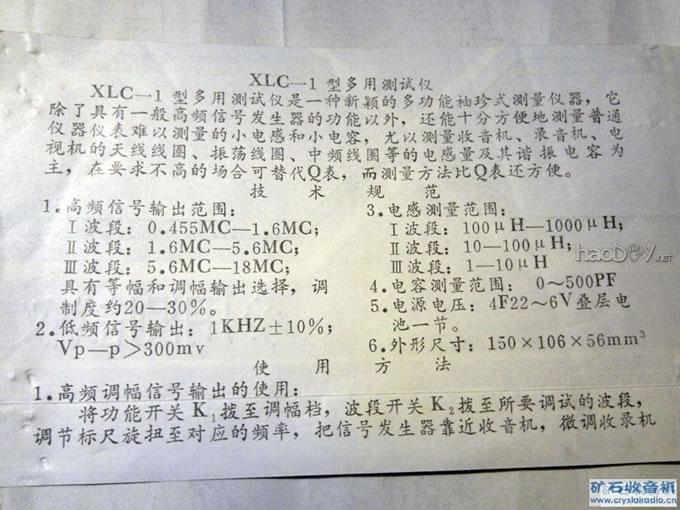 XLC—1 型多用测试仪
XLC—1 型多用测试仪是一种新颖的多功能袖珍式测量仪器，它
除了具有一般高频信号发生器的功能以外，还能十分方便地测量普通
仪器仪表难以测量的小电感和小电容，尤以测量收音机、录音机、电
视机的天线线圈、振荡线圈、中频线圈等的电感量及其谐振电容为
主，在要求不高的场合可替代Q表，而测量方法比Q表还方便。
技 术 规 范
1.高频信号输出范围：
Ⅰ波段：0.455MC—1.6MC；
Ⅱ波段：1.6MC—5.6MC；
Ⅲ波段：5.6MC—18MC；
具有等幅和调幅输出选择，调
制度约20—30%。
2.低频信号输出：1KHZ±10%；
Vp—p＞300mv
3.电感测量范围：
Ⅰ波段：100μH—1000μH；
Ⅱ波段：10—100μH；
Ⅲ波段：1—10μH
4.电容测量范围：0～500PF
5.电源电压：4F22～6V叠层电
池一节。
6.外形尺寸：150×106×56mm³
使 用 方 法
1.高频调幅信号输出的使用：
将功能开关K₁拨至调幅档，波段开关K₂拨至所要调试的波段，
调节标尺旋扭至对应的频率，把信号发生器靠近收音机，微调收录机
haoDIY.net
矿石收音机
www.crystalradio.cn